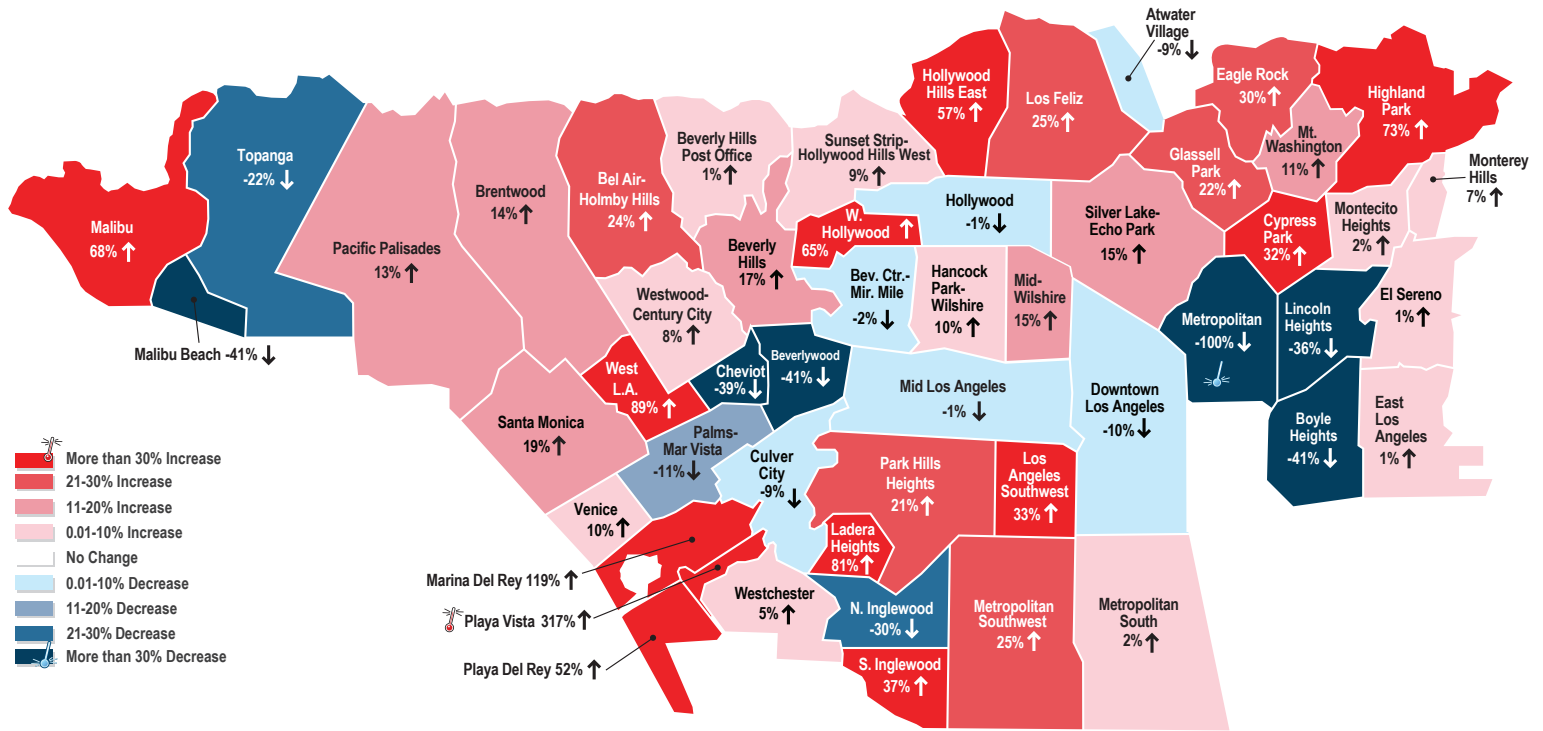 Atwater
Village
-9%
Hollywood
Hills East
57%
Los Feliz
25%
Eagle Rock
30%
Highland
Park
73%
Mt.
Washington
11%
Glassell
Park
22%
Monterey
Hills
7%
Topanga
-22%
Beverly Hills
Post Office
1%
Sunset Strip-
Hollywood Hills West
9%
Bel Air-
Holmby Hills
24%
Brentwood
14%
Malibu
68%
Pacific Palisades
13%
Hollywood
-1%
W.
Hollywood
65%
Silver Lake-
Echo Park
15%
Cypress
Park
32%
Montecito
Heights
2%
Beverly
Hills
17%
Bev. Ctr.-
Mir. Mile
-2%
Hancock
Park-
Wilshire
10%
Mid-
Wilshire
15%
Westwood-
Century City
8%
Metropolitan
-100%
Lincoln
Heights
-36%
El Sereno
1%
Malibu Beach -41%
West
L.A.
89%
Cheviot
-39%
Beverlywood
-41%
Mid Los Angeles
-1%
Downtown
Los Angeles
-10%
Boyle
Heights
-41%
East
Los
Angeles
1%
Santa Monica
19%
Palms-
Mar Vista
-11%
Culver
City
-9%
Park Hills
Heights
21%
Los
Angeles
Southwest
33%
Venice
10%
Ladera
Heights
81%
Marina Del Rey 119%
Playa Vista 317%
Playa Del Rey 52%
Westchester
5%
N. Inglewood
-30%
S. Inglewood
37%
Metropolitan
Southwest
25%
Metropolitan
South
2%
More than 30% Increase
21-30% Increase
11-20% Increase
0.01-10% Increase
No Change
0.01-10% Decrease
11-20% Decrease
21-30% Decrease
More than 30% Decrease